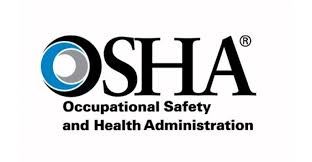 OSHA®
Occupational Safety
and Health Administration